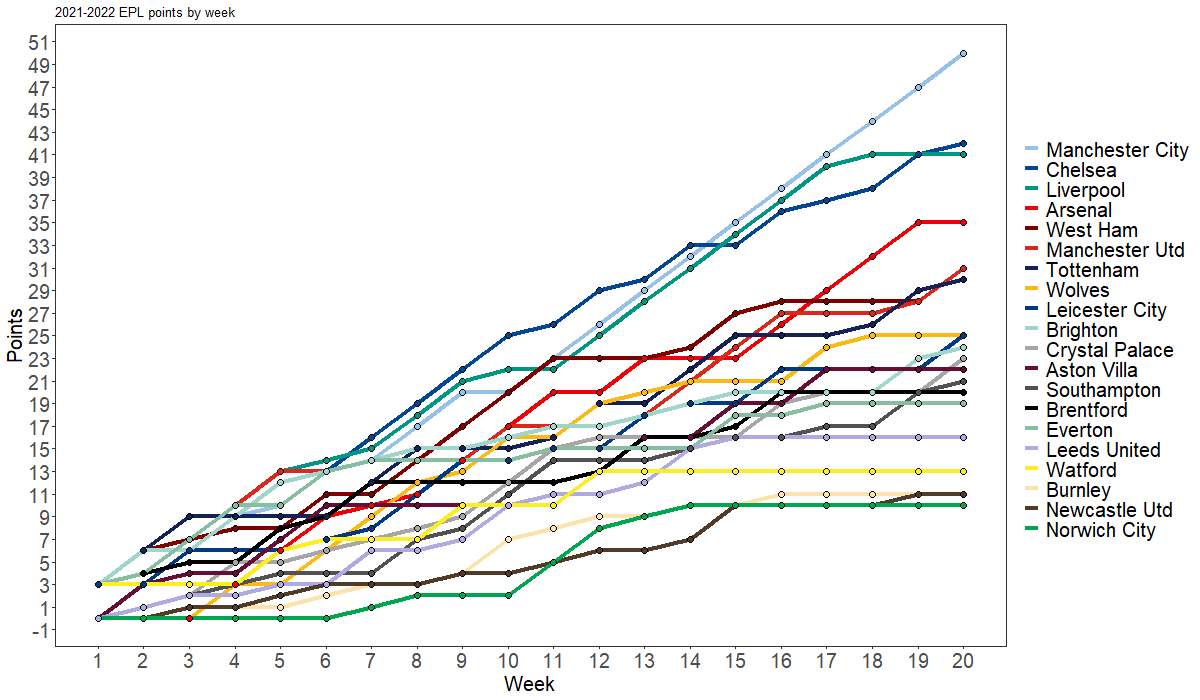 2021-2022 EPL points by week
Points
51
49
47
45
43
41
39
37
35
33
31
29
27
25
23
21
19
17
15
13
11
9
7
5
3
1
-1
1 2 3 4 5 6 7 8 9 10 11 12 13 14 15 16 17 18 19 20
Week
Manchester City
Chelsea
Liverpool
Arsenal
West Ham
Manchester Utd
Tottenham
Wolves
Leicester City
Brighton
Crystal Palace
Aston Villa
Southampton
Brentford
Everton
Leeds United
Watford
Burnley
Newcastle Utd
Norwich City